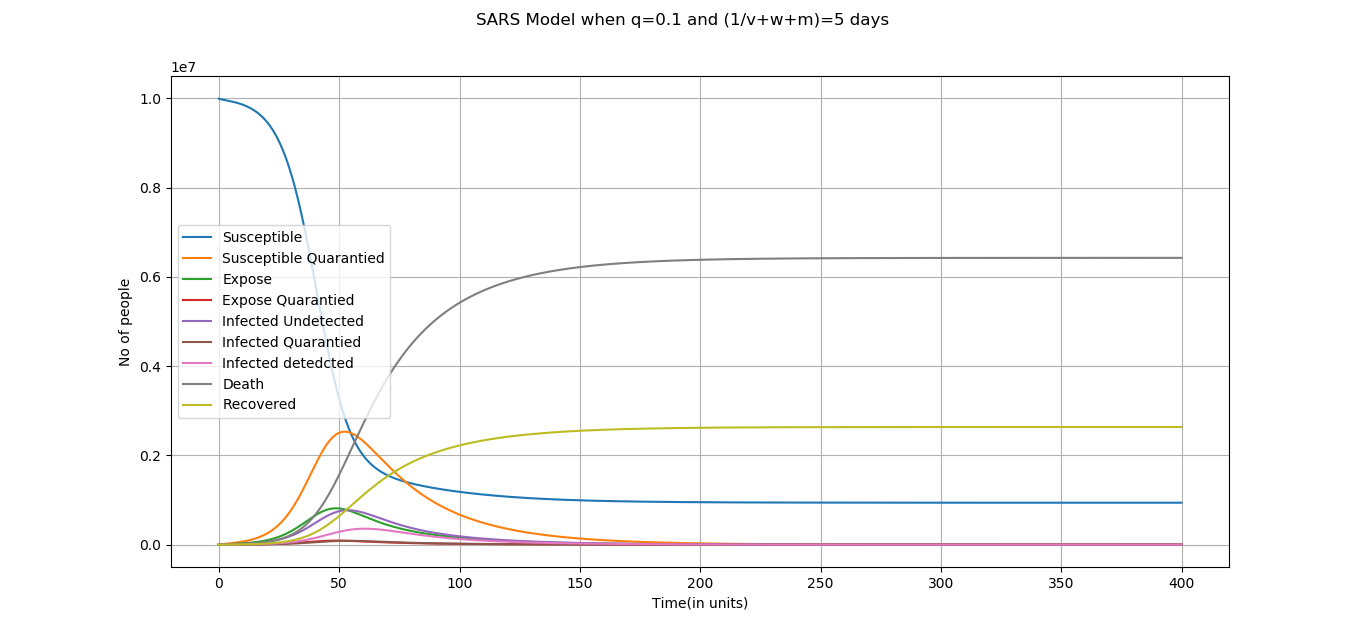 SARS Model when q=0.1 and (1/v+w+m)=5 days
1e7
1.0
0.8
0.6
0.4
0.2
0.0
No of people
Susceptible
Susceptible Quarantied
Expose
Expose Quarantied
Infected Undetected
Infected Quarantied
Infected detedcted
Death
Recovered
0 50 100 150 200 250 300 350 400
Time(in units)